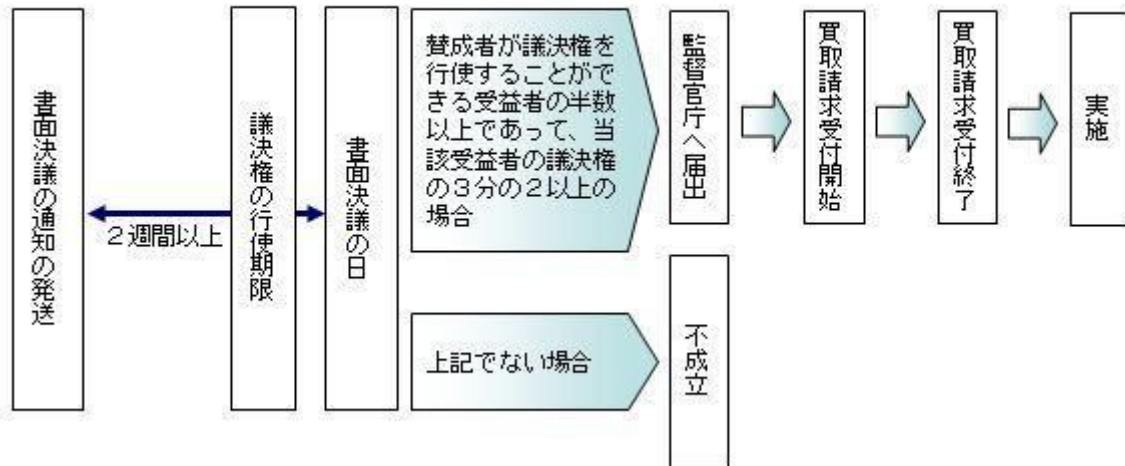 書面決議の通知の発送
２週間以上
議決権の行使期限
書面決議の日
賛成者が議決権を
行使することがで
きる受益者の半数
以上であって、当
該受益者の議決権
の３分の２以上の
場合
監督官庁へ届出
買取請求受付開始
買取請求受付終了
実施
上記でない場合
不成立